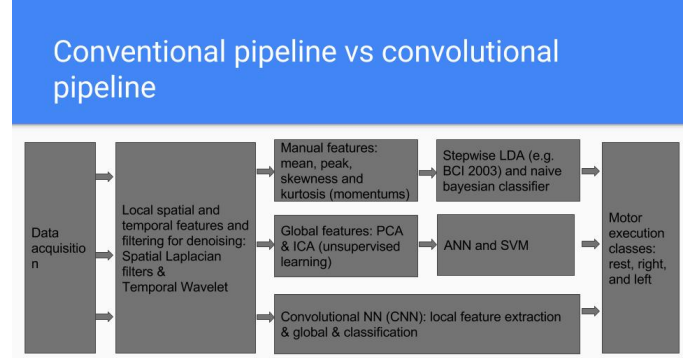 Conventional pipeline vs convolutional
pipeline
Data
acquisitio
n
Local spatial and
temporal features and
filtering for denoising:
Spatial Laplacian
filters &
Temporal Wavelet
Manual features:
mean, peak,
skewness and
kurtosis (momentums)
Stepwise LDA (e.g.
BCI 2003) and naive
bayesian classifier
Global features: PCA
& ICA (unsupervised
learning)
ANN and SVM
Convolutional NN (CNN): local feature extraction
& global & classification
Motor
execution
classes:
rest, right,
and left